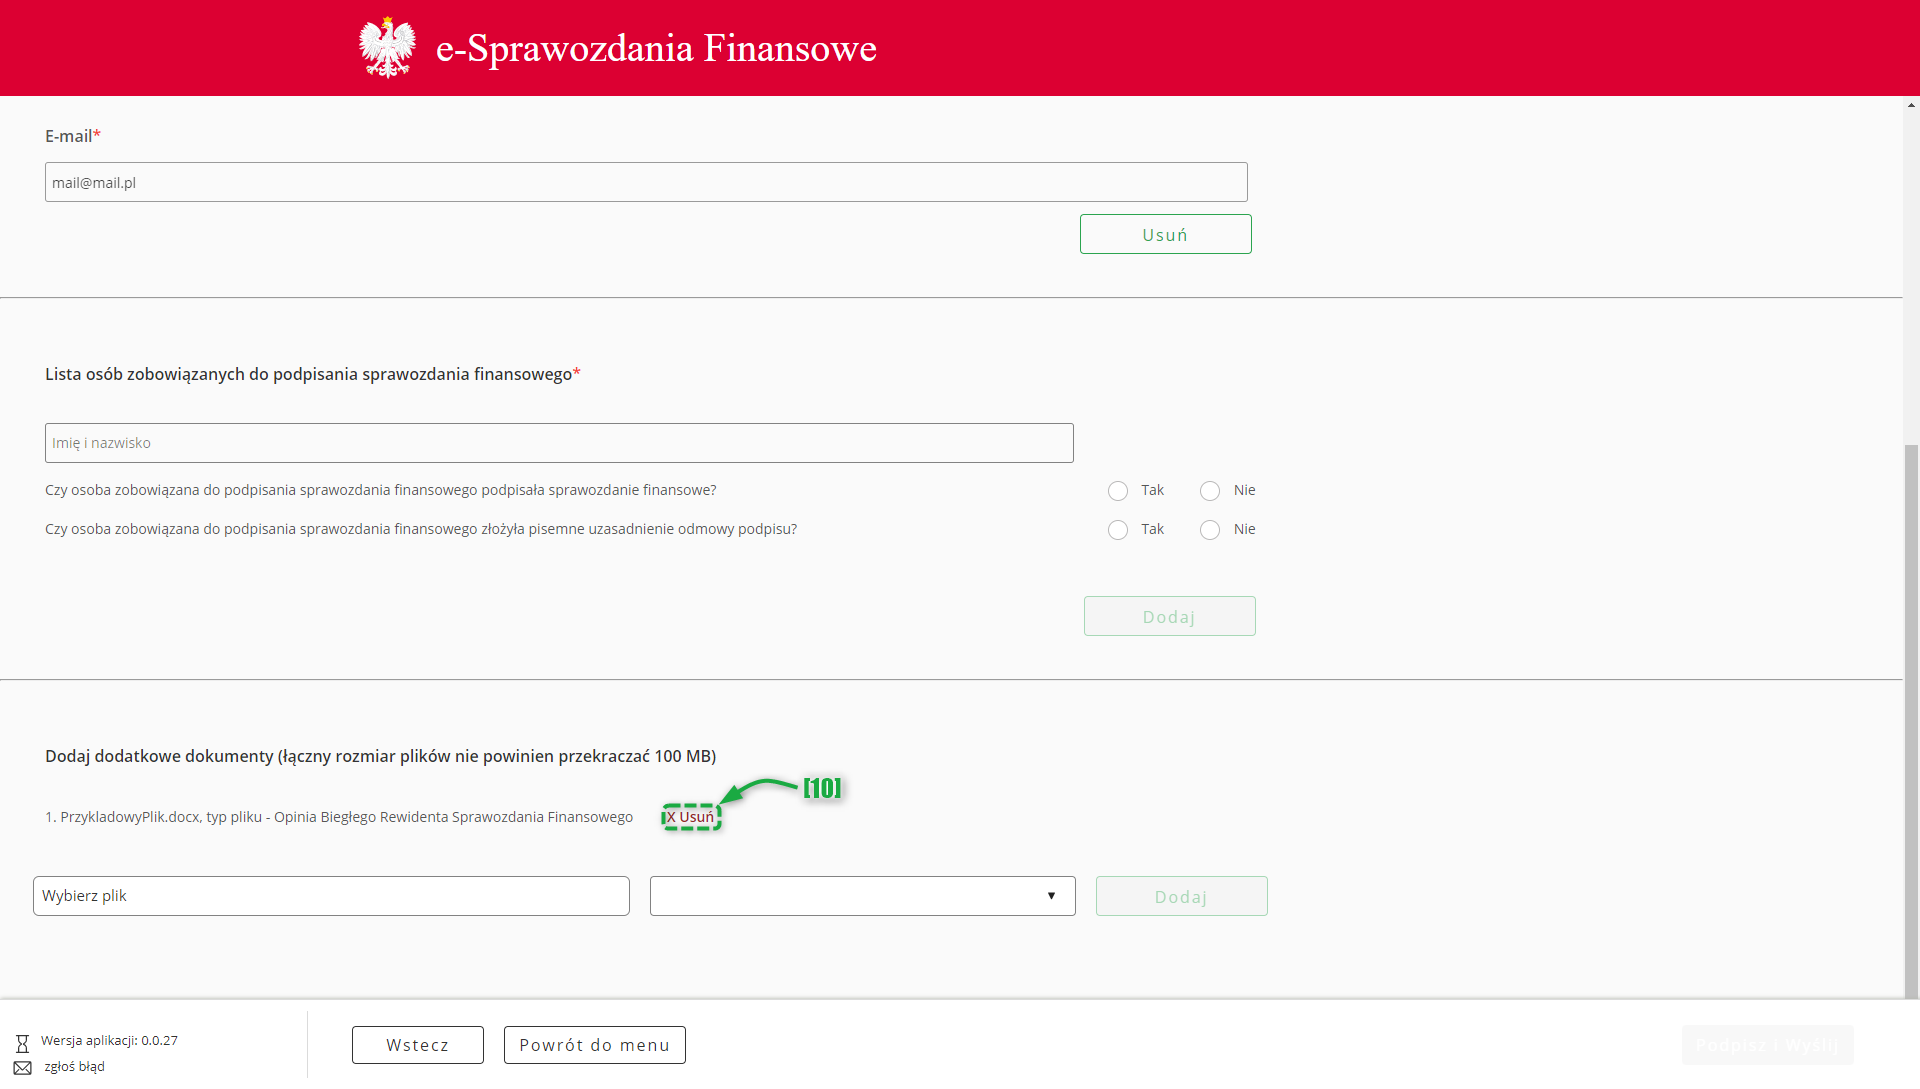 e-Sprawozdania Finansowe
E-mail*
mail@mail.pl
Usuń
Lista osób zobowiązanych do podpisania sprawozdania finansowego*
Imię i nazwisko
Czy osoba zobowiązana do podpisania sprawozdania finansowego podpisała sprawozdanie finansowe? Tak Nie
Czy osoba zobowiązana do podpisania sprawozdania finansowego złożyła pisemne uzasadnienie odmowy podpisu? Tak Nie
Dodaj
Dodaj dodatkowe dokumenty (łączny rozmiar plików nie powinien przekraczać 100 MB)
[10]
1. PrzykladowyPlik.docx, typ pliku - Opinia Biegłego Rewidenta Sprawozdania Finansowego X Usuń
Wybierz plik Dodaj
Wersja aplikacji: 0.0.27
zgłoś błąd
Wstecz Powrót do menu Podpisz i Wyślij